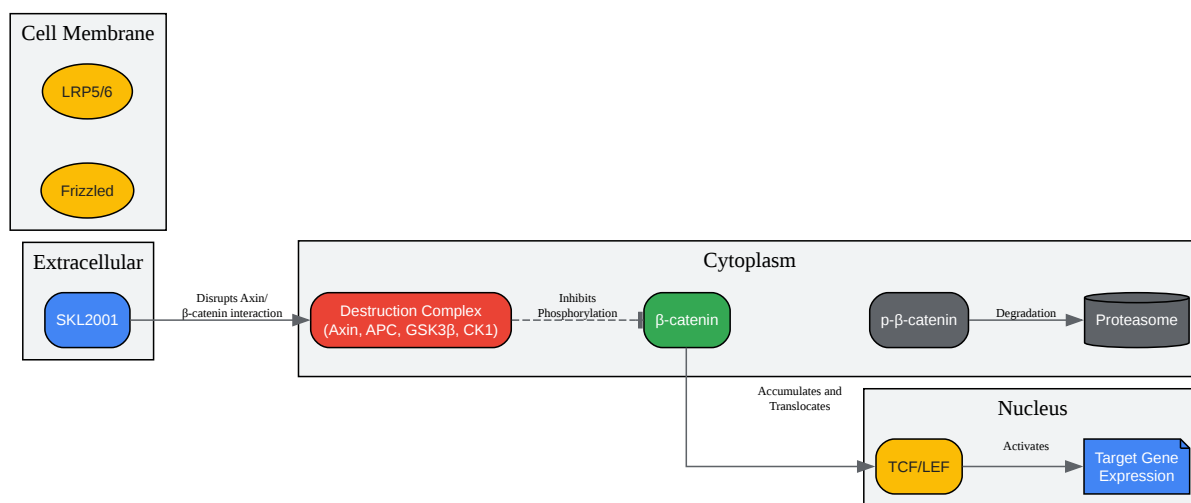 Cell Membrane
LRP5/6
Frizzled
Extracellular
SKL2001
Disrupts Axin/
β-catenin interaction
Cytoplasm
Destruction Complex
(Axin, APC, GSK3β, CK1)
Inhibits
Phosphorylation
β-catenin
p-β-catenin
Degradation
Proteasome
Accumulates and
Translocates
Nucleus
TCF/LEF
Activates
Target Gene
Expression